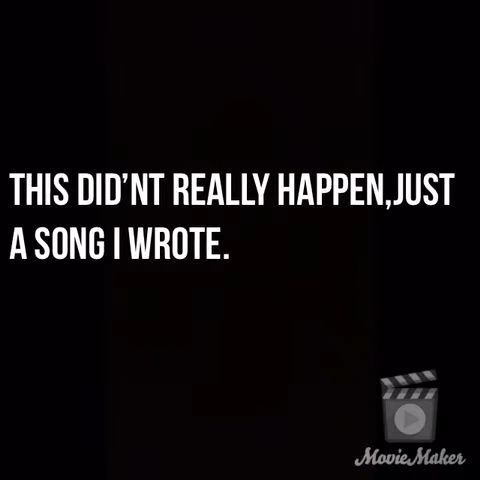 THIS DID'NT REALLY HAPPEN,JUST
A SONG I WROTE.
MovieMaker